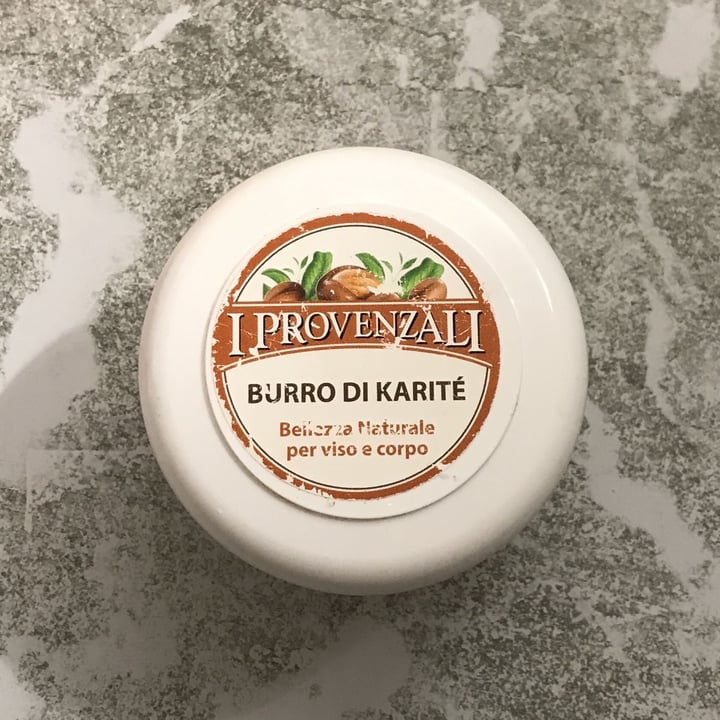 I PROVENZALI
BURRO DI KARITÉ
Bellezza Naturale
per viso e corpo